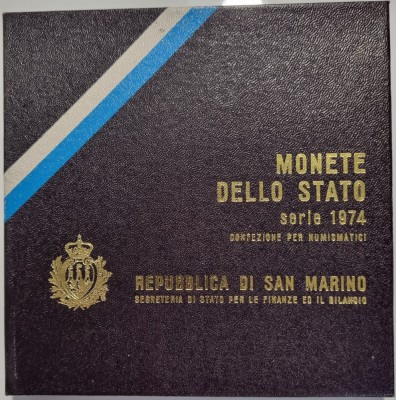 MONETE
DELLO STATO
serie 1974
CONFEZIONE PER NUMISMATICI
REPUBBLICA DI SAN MARINO
SEGRETERIA DI STATO PER LE FINANZE ED IL BILANCIO